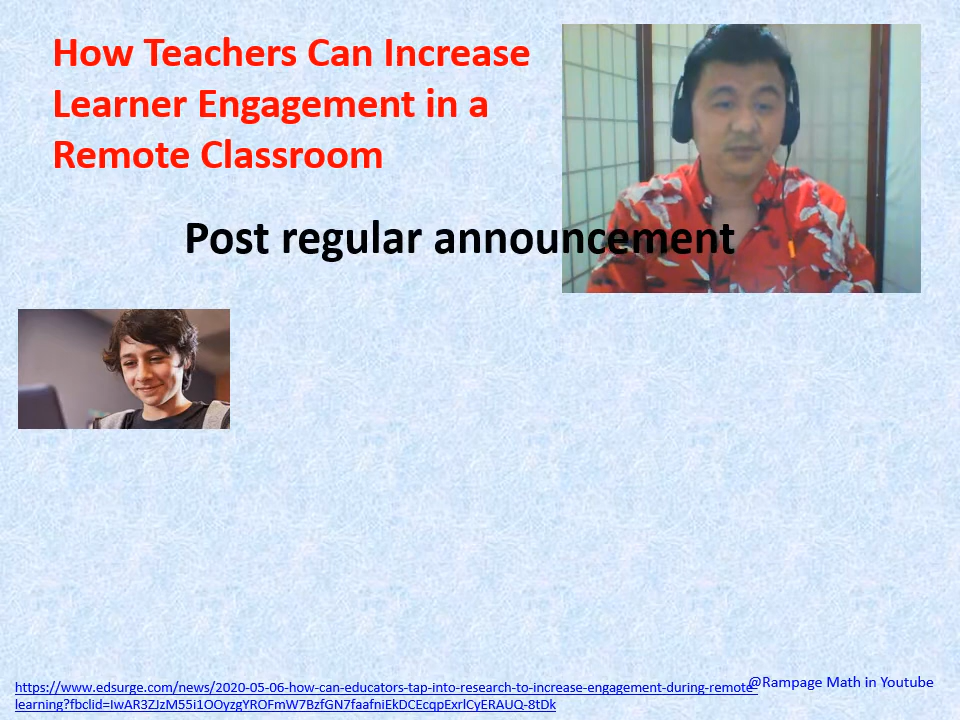 How Teachers Can Increase
Learner Engagement in a
Remote Classroom
Post regular announcement
https://www.edsurge.com/news/2020-05-06-how-can-educators-tap-into-research-to-increase-engagement-during-remote-
learning?fbclid=IwAR3ZJzM55i1OOyzgYROFmW7BzfGN7faafniEkDCEcqpExrlCyERAUQ-8tDk
@Rampage Math in Youtube